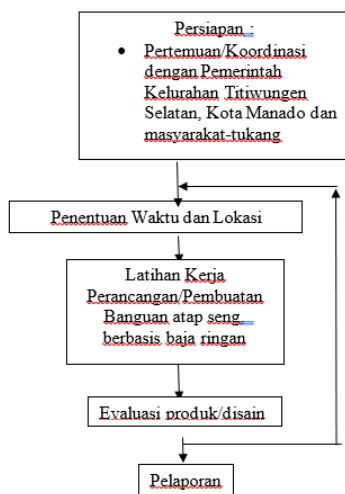 Persiapan :
• Pertemuan/Koordinasi
dengan Pemerintah
Kelurahan Titiwungen
Selatan, Kota Manado dan
masyarakat-tukang
Penentuan Waktu dan Lokasi
Latihan Kerja
Perancangan/Pembuatan
Banguan atap seng
berbasis baja ringan
Evaluasi produk/disain
Pelaporan